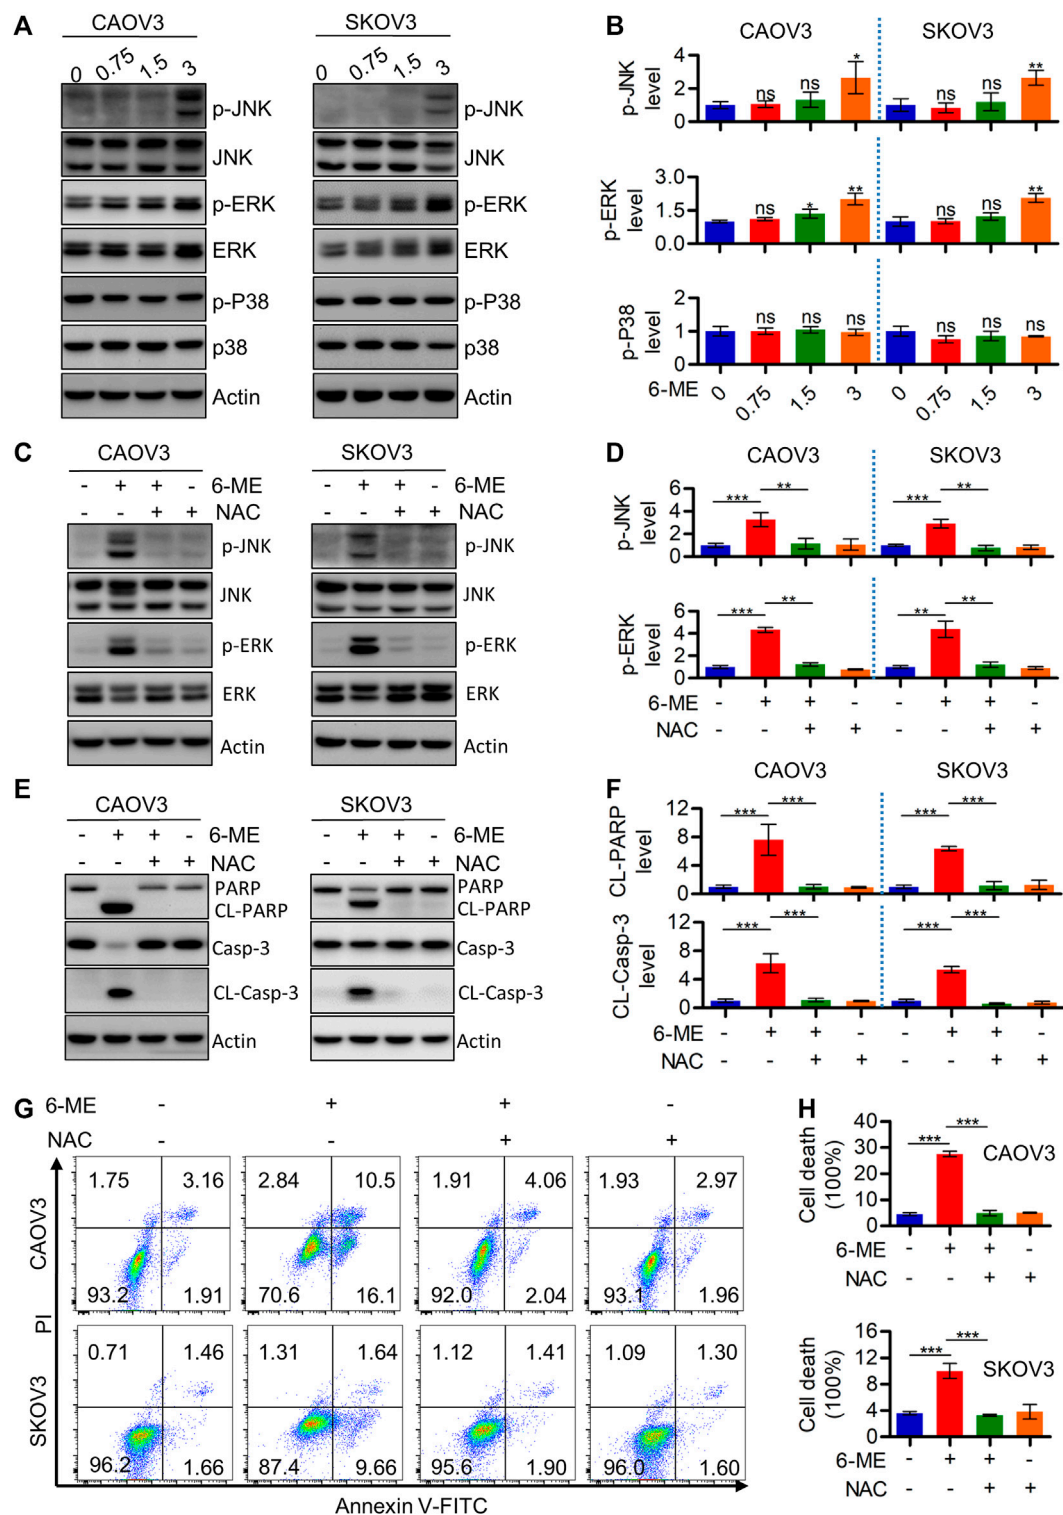 A
CAOV3
SKOV3
0 0.75 1.5 3
0 0.75 1.5 3
p-JNK
p-JNK
JNK
JNK
p-ERK
p-ERK
ERK
ERK
p-P38
p-P38
p38
p38
Actin
Actin
B
CAOV3
SKOV3
p-JNK level
4
2
0
ns ns *
ns ns **
p-ERK level
3.0
1.5
0.0
ns * **
ns ns **
p-P38 level
2
1
0
ns ns ns
ns ns ns
6-ME 0 0.75 1.5 3 0 0.75 1.5 3
C
CAOV3
SKOV3
- + + - 6-ME - + + -
- - + + NAC - - + +
p-JNK
p-JNK
JNK
JNK
p-ERK
p-ERK
ERK
ERK
Actin
Actin
D
CAOV3
SKOV3
p-JNK level
6
4
2
0
*** **
*** **
p-ERK level
6
4
2
0
*** **
** **
6-ME - + + - - + + -
NAC - - + + - - + +
E
CAOV3
SKOV3
- + + - 6-ME - + + -
- - + + NAC - - + +
PARP
PARP
CL-PARP
CL-PARP
Casp-3
Casp-3
CL-Casp-3
CL-Casp-3
Actin
Actin
F
CAOV3
SKOV3
CL-PARP level
12
8
4
0
*** ***
*** ***
CL-Casp-3 level
12
8
4
0
*** ***
*** ***
6-ME - + + - - + + -
NAC - - + + - - + +
G
6-ME - + + -
NAC - - + +
PI
CAOV3
1.75 3.16 2.84 10.5 1.91 4.06 1.93 2.97
93.2 1.91 70.6 16.1 92.0 2.04 93.1 1.96
SKOV3
0.71 1.46 1.31 1.64 1.12 1.41 1.09 1.30
96.2 1.66 87.4 9.66 95.6 1.90 96.0 1.60
Annexin V-FITC
H
Cell death (100%)
40
30
20
10
0
*** ***
CAOV3
6-ME - + + -
NAC - - + +
Cell death (100%)
16
12
8
4
0
*** ***
SKOV3
6-ME - + + -
NAC - - + +